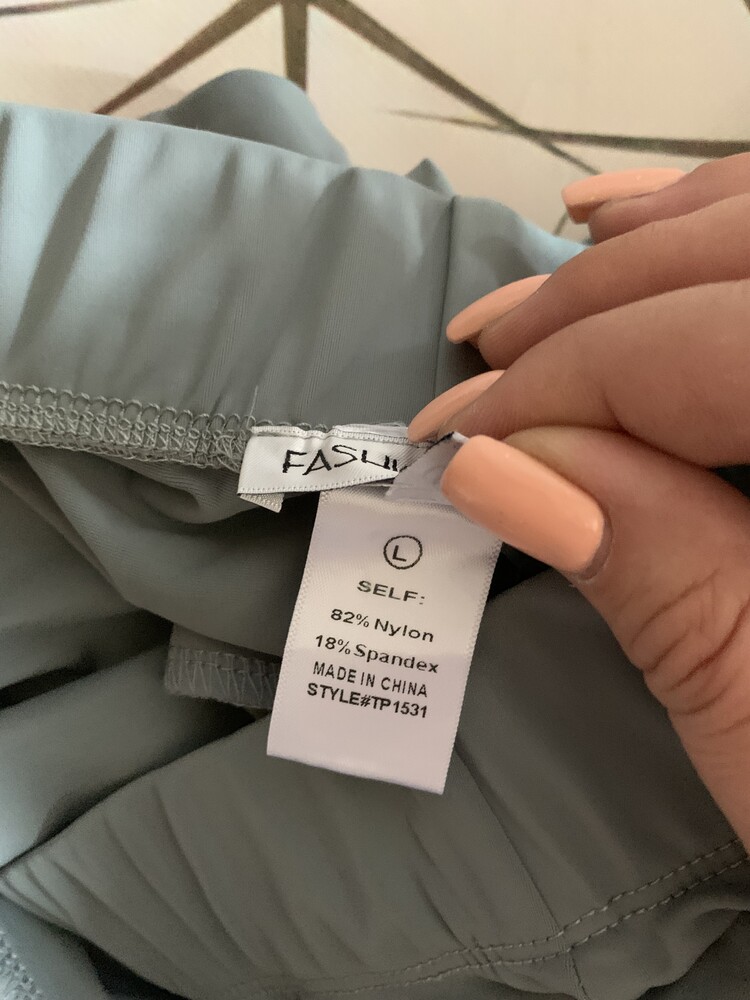 L
SELF:
82% Nylon
18% Spandex
MADE IN CHINA
STYLE#TP1531